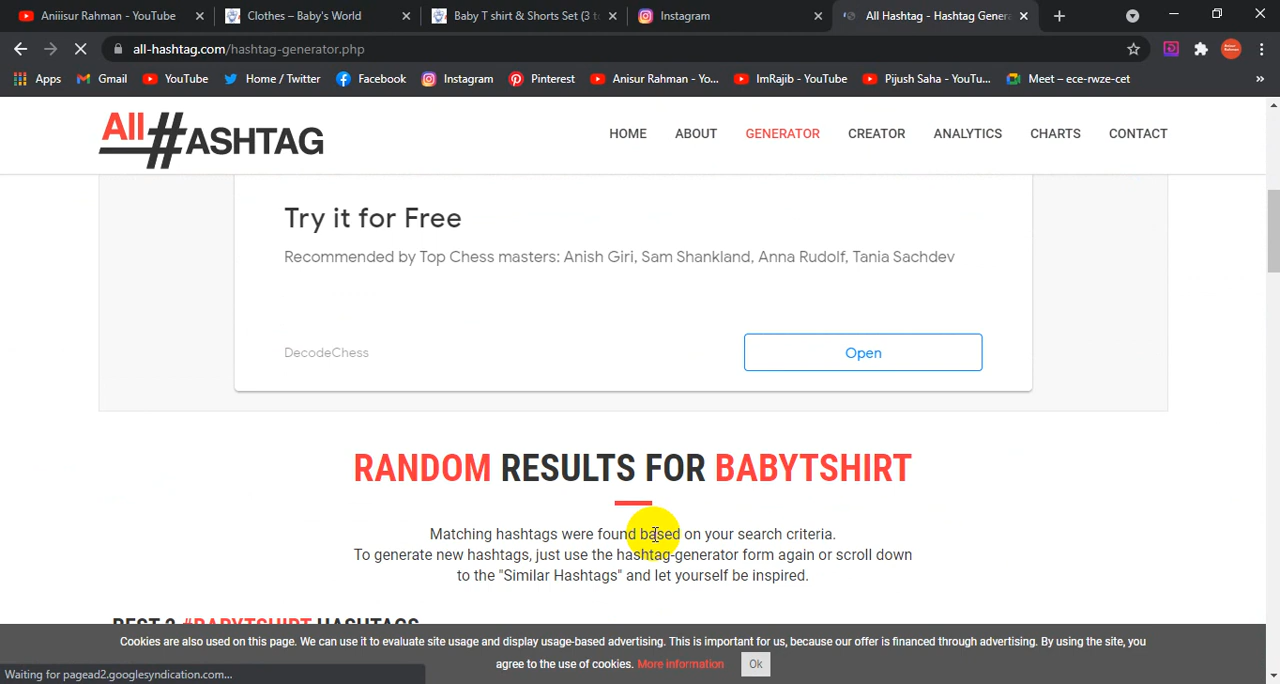 Aniiisur Rahman - YouTube
Clothes – Baby's World
Baby T shirt & Shorts Set (3 t
Instagram
All Hashtag - Hashtag Genera
all-hashtag.com/hashtag-generator.php
Apps
Gmail
YouTube
Home / Twitter
Facebook
Instagram
Pinterest
Anisur Rahman - Yo...
ImRajib - YouTube
Pijush Saha - YouTu...
Meet – ece-rwze-cet
»
All #ASHTAG
HOME
ABOUT
GENERATOR
CREATOR
ANALYTICS
CHARTS
CONTACT
Try it for Free
Recommended by Top Chess masters: Anish Giri, Sam Shankland, Anna Rudolf, Tania Sachdev
DecodeChess
Open
RANDOM RESULTS FOR BABYTSHIRT
Matching hashtags were found based on your search criteria.
To generate new hashtags, just use the hashtag-generator form again or scroll down
to the "Similar Hashtags" and let yourself be inspired.
#BABYTSHIRT HASHTAGS
Cookies are also used on this page. We can use it to evaluate site usage and display usage-based advertising. This is important for us, because our offer is financed through advertising. By using the site, you
agree to the use of cookies. More information
Ok
Waiting for pagead2.googlesyndication.com...